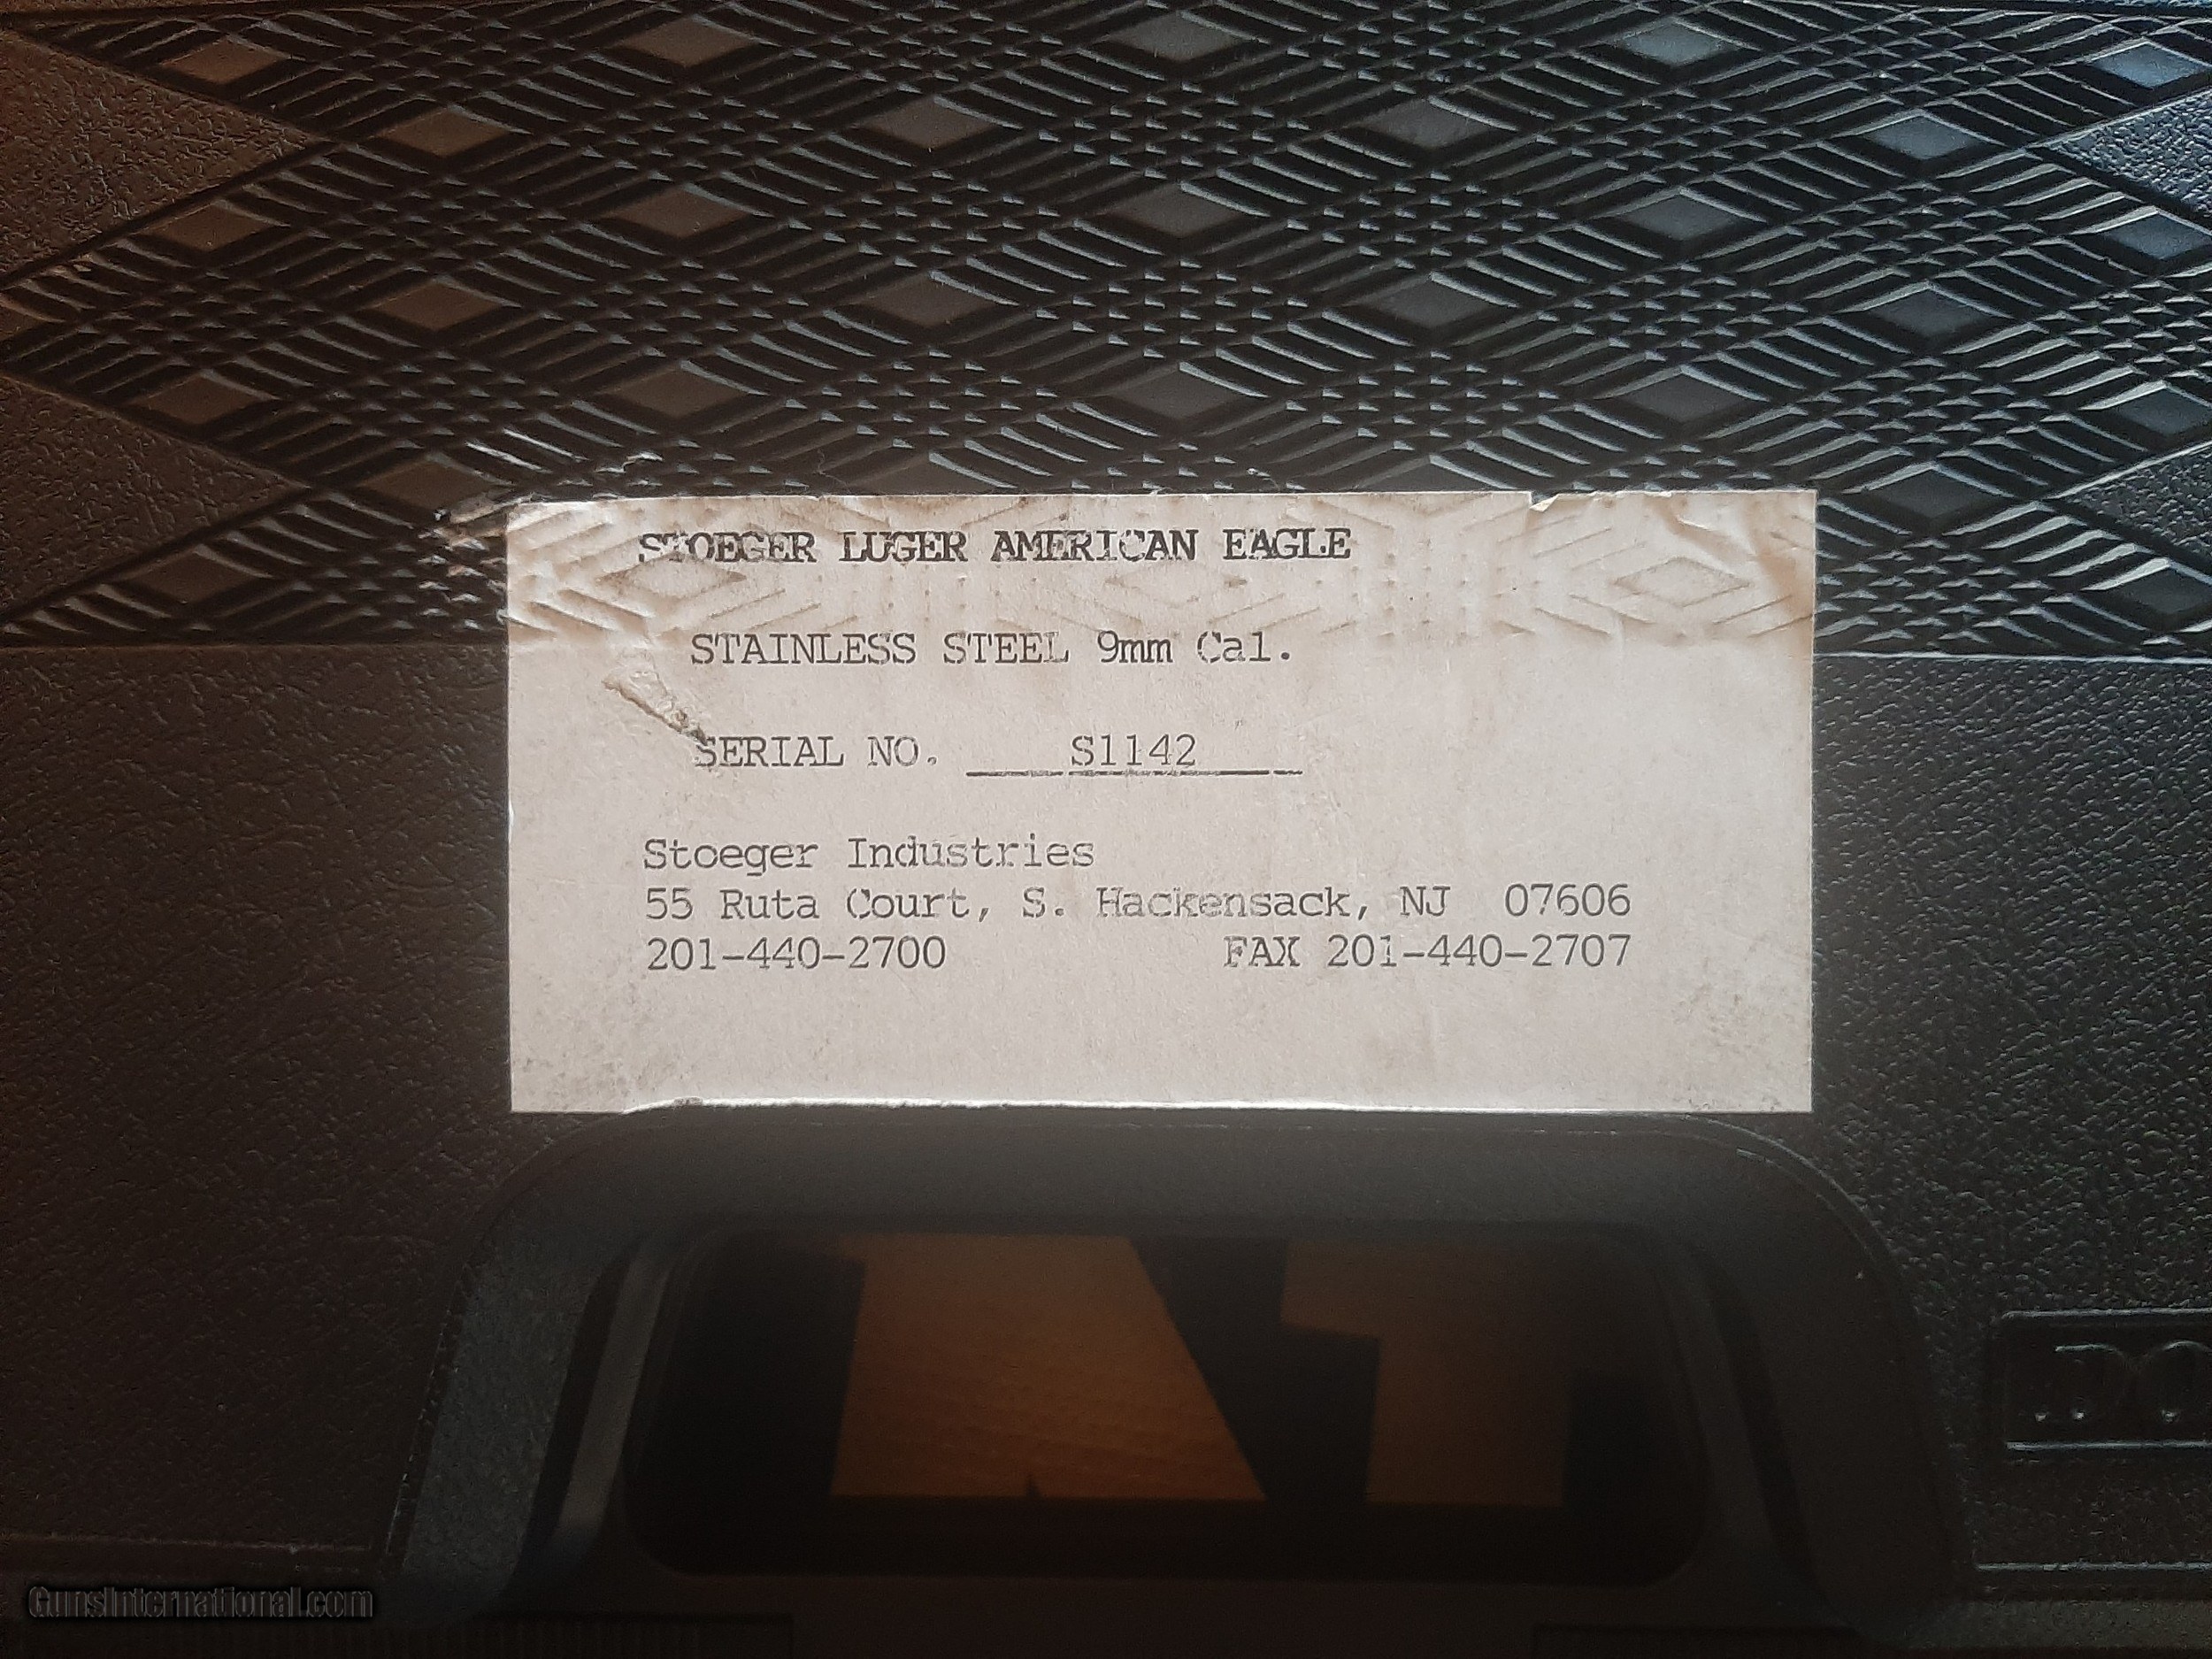 STOEGER LUGER AMERICAN EAGLE
STAINLESS STEEL 9mm Cal.
SERIAL NO. S1142
Stoeger Industries
55 Ruta Court, S. Hackensack, NJ 07606
201-440-2700 FAX 201-440-2707
GunsInternational.com